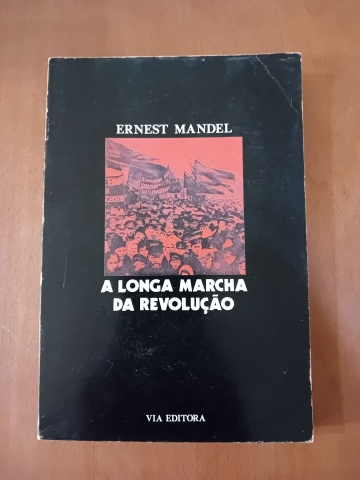 ERNEST MANDEL
A LONGA MARCHA
DA REVOLUÇÃO
VIA EDITORA